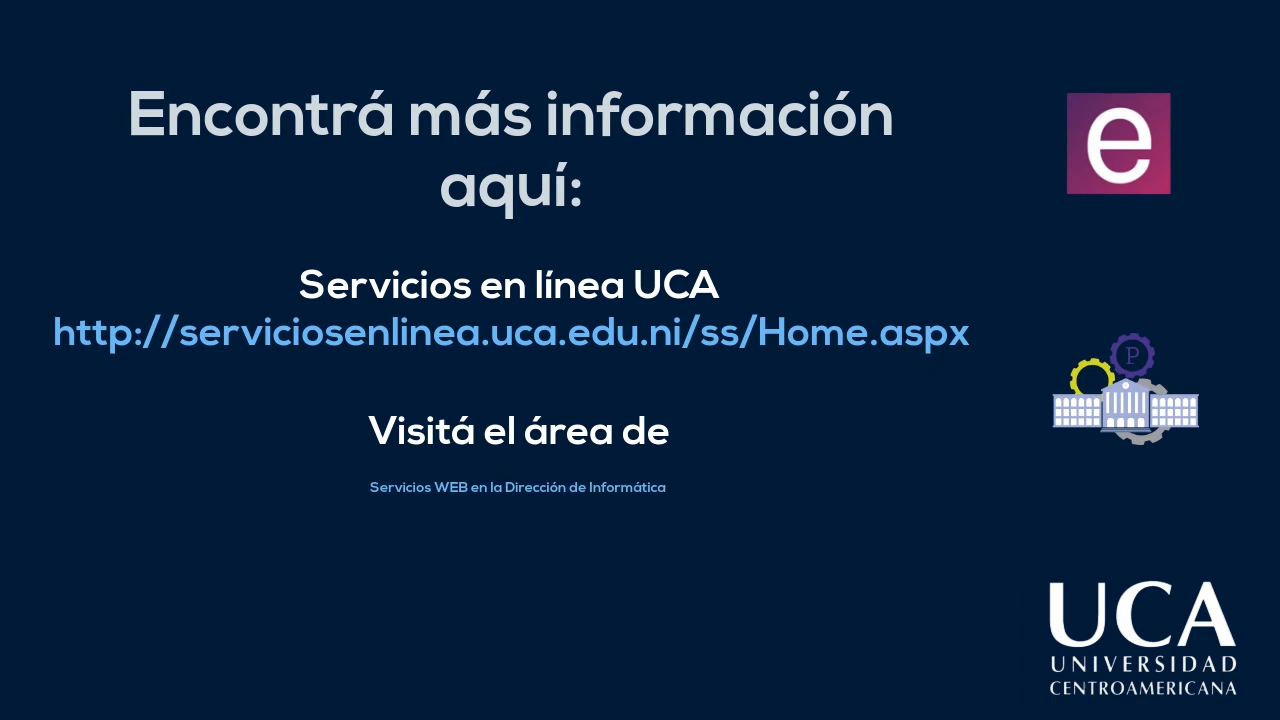 Encontrá más información
aquí:
e
Servicios en línea UCA
http://serviciosenlinea.uca.edu.ni/ss/Home.aspx
P
Visitá el área de
Servicios WEB en la Dirección de Informática
UCA
UNIVERSIDAD
CENTROAMERICANA